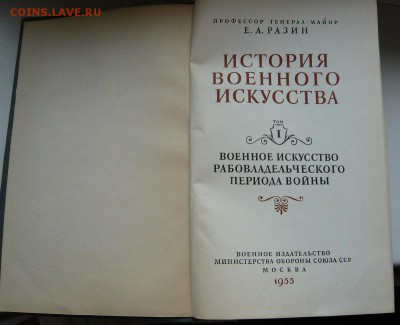 COINS.LAVE.РУ
ПРОФЕССОР ГЕНЕРАЛ-МАЙОР
Е. А. РАЗИН
ИСТОРИЯ
ВОЕННОГО
ИСКУССТВА
ТОМ
I
ВОЕННОЕ ИСКУССТВО
РАБОВЛАДЕЛЬЧЕСКОГО
ПЕРИОДА ВОЙНЫ
ВОЕННОЕ ИЗДАТЕЛЬСТВО
МИНИСТЕРСТВА ОБОРОНЫ СОЮЗА ССР
МОСКВА
1955